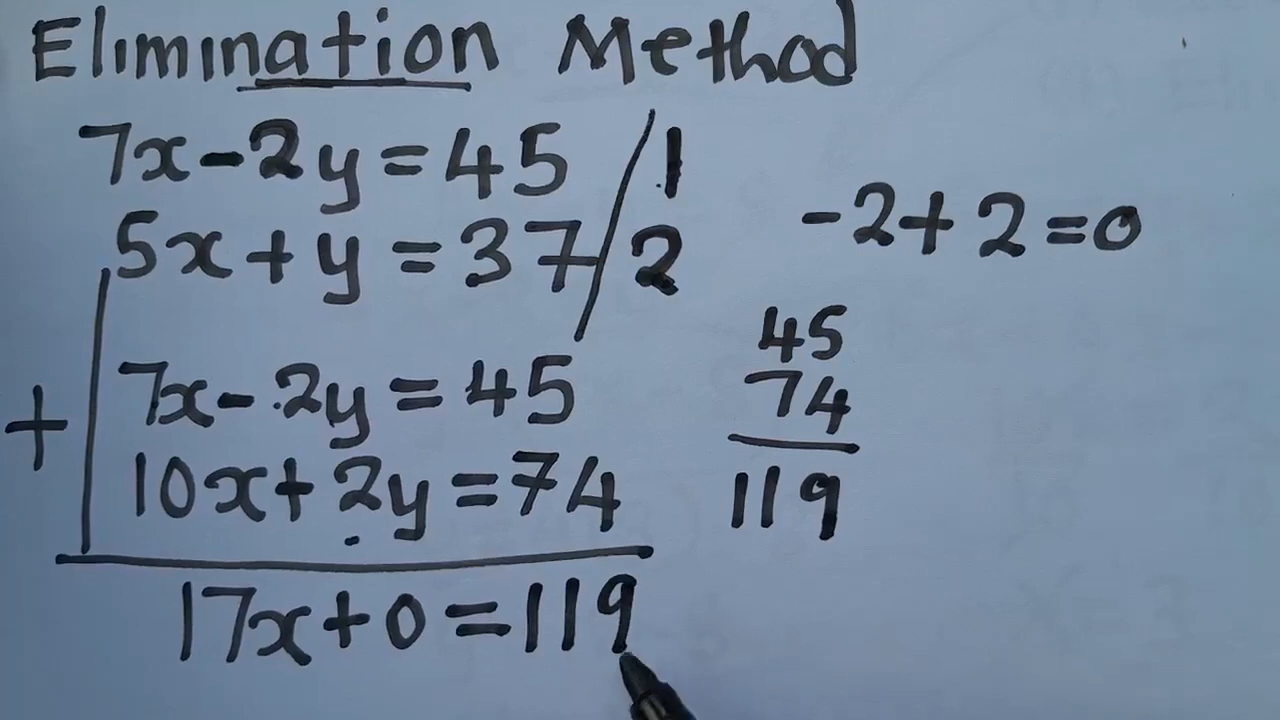 Elimination Method
7x-2y=45 / 1
5x+y=37 / 2
-2+2=0
+ 7x-2y=45
10x+2y=74
17x+0=119
45
74
119